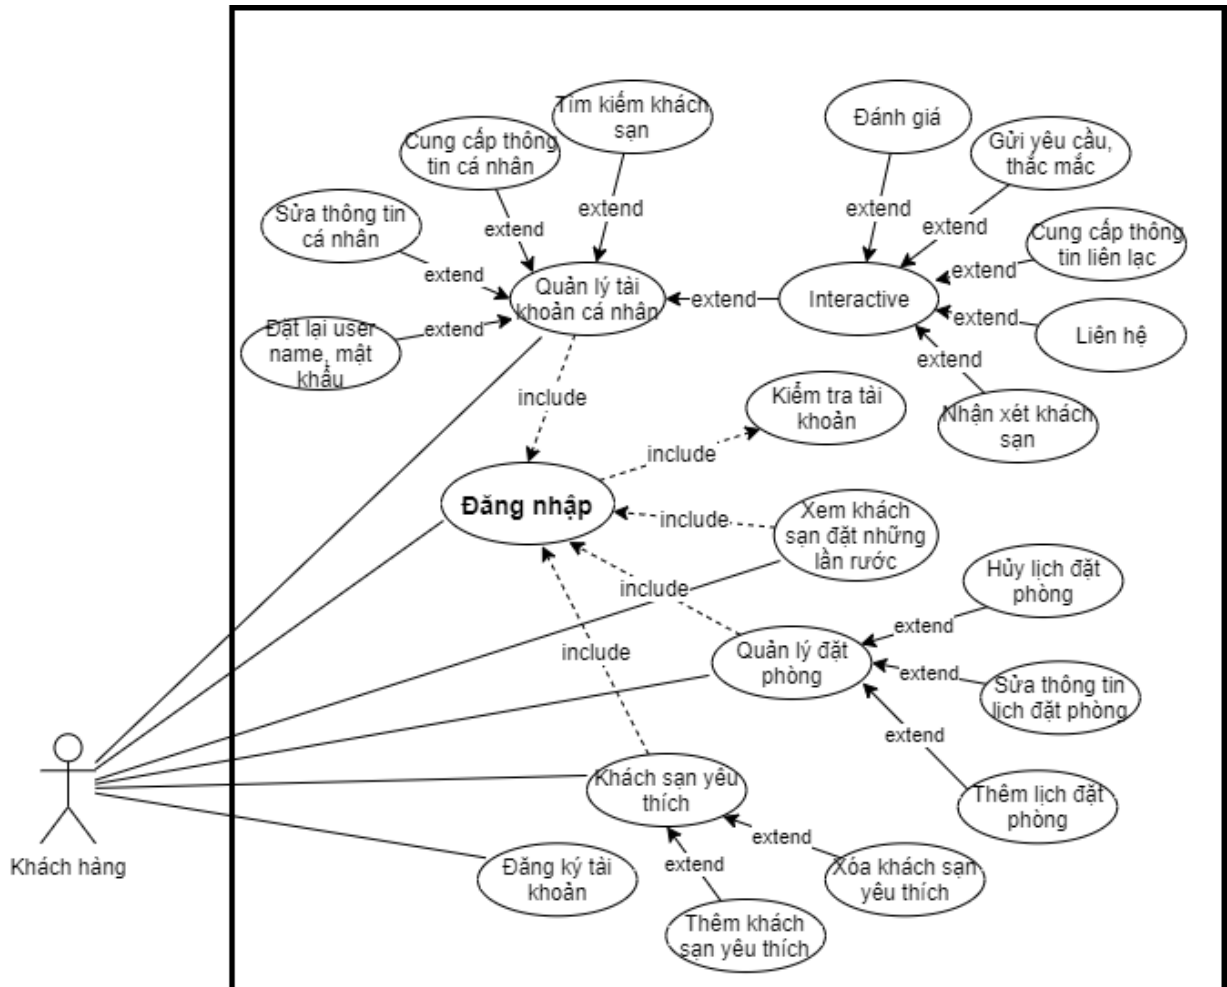 Tìm kiếm khách
sạn
Đánh giá
Cung cấp thông
tin cá nhân
Gửi yêu cầu,
thắc mắc
Sửa thông tin
cá nhân
extend
extend
extend
extend
Cung cấp thông
tin liên lạc
extend
extend
Quản lý tài
khoản cá nhân
extend
Interactive
extend
Liên hệ
Đặt lại user
name, mật
khẩu
extend
extend
include
Kiểm tra tài
khoản
Nhận xét khách
sạn
include
Đăng nhập
include
Xem khách
sạn đặt những
lần rước
include
Hủy lịch đặt
phòng
extend
include
Quản lý đặt
phòng
extend
Sửa thông tin
lịch đặt phòng
extend
Khách sạn yêu
thích
Thêm lịch đặt
phòng
extend
Khách hàng
extend
Đăng ký tài
khoản
Xóa khách sạn
yêu thích
Thêm khách
sạn yêu thích